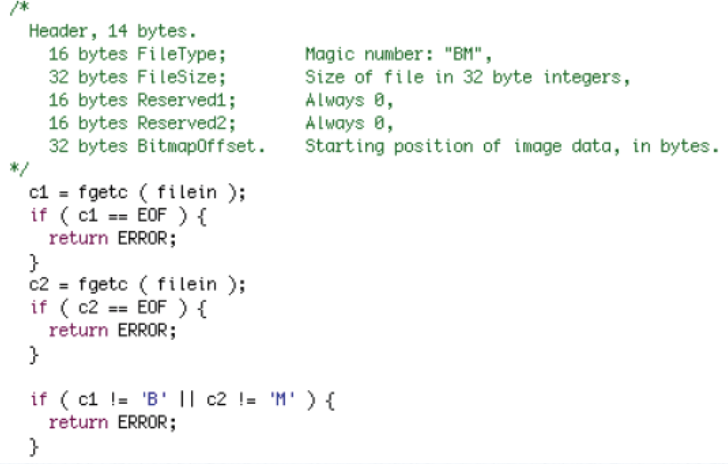 /*
  Header, 14 bytes.
    16 bytes FileType;       Magic number: "BM",
    32 bytes FileSize;       Size of file in 32 byte integers,
    16 bytes Reserved1;      Always 0,
    16 bytes Reserved2;      Always 0,
    32 bytes BitmapOffset.   Starting position of image data, in bytes.
*/
  c1 = fgetc ( filein );
  if ( c1 == EOF ) {
    return ERROR;
  }
  c2 = fgetc ( filein );
  if ( c2 == EOF ) {
    return ERROR;
  }

  if ( c1 != 'B' || c2 != 'M' ) {
    return ERROR;
  }